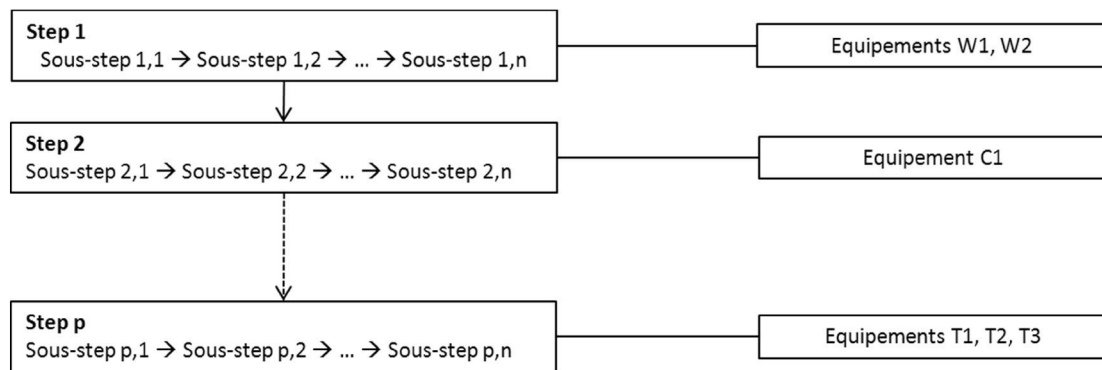 Step 1
Sous-step 1,1 → Sous-step 1,2 → ... → Sous-step 1,n
Equipements W1, W2
Step 2
Sous-step 2,1 → Sous-step 2,2 → ... → Sous-step 2,n
Equipement C1
Step p
Sous-step p,1 → Sous-step p,2 → ... → Sous-step p,n
Equipements T1, T2, T3